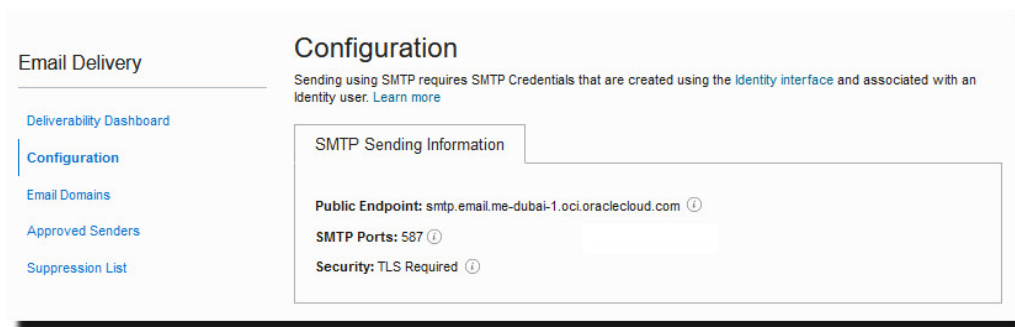 Email Delivery
Deliverability Dashboard
Configuration
Email Domains
Approved Senders
Suppression List
Configuration
Sending using SMTP requires SMTP Credentials that are created using the Identity interface and associated with an
Identity user. Learn more
SMTP Sending Information
Public Endpoint: smtp.email.me-dubai-1.oci.oraclecloud.com
SMTP Ports: 587
Security: TLS Required